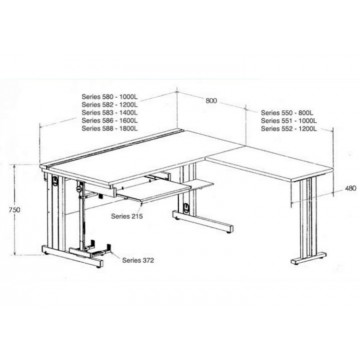 Series 580 - 1000L
Series 582 - 1200L
Series 583 - 1400L
Series 586 - 1600L
Series 588 - 1800L
800
Series 550 - 800L
Series 551 - 1000L
Series 552 - 1200L
480
750
Series 215
Series 372